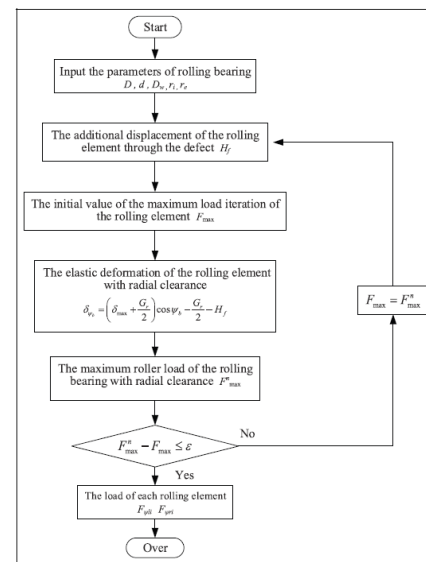 Start
Input the parameters of rolling bearing
D, d, D_w, r_i, r_e
The additional displacement of the rolling
element through the defect H_f
The initial value of the maximum load iteration of
the rolling element F_max
The elastic deformation of the rolling element
with radial clearance
δ_ψk = (δ_max + G_r/2) cos ψ_k − G_r/2 − H_f
F_max = F^n_max
The maximum roller load of the rolling
bearing with radial clearance F^n_max
F^n_max − F_max ≤ ε
No
Yes
The load of each rolling element
Over